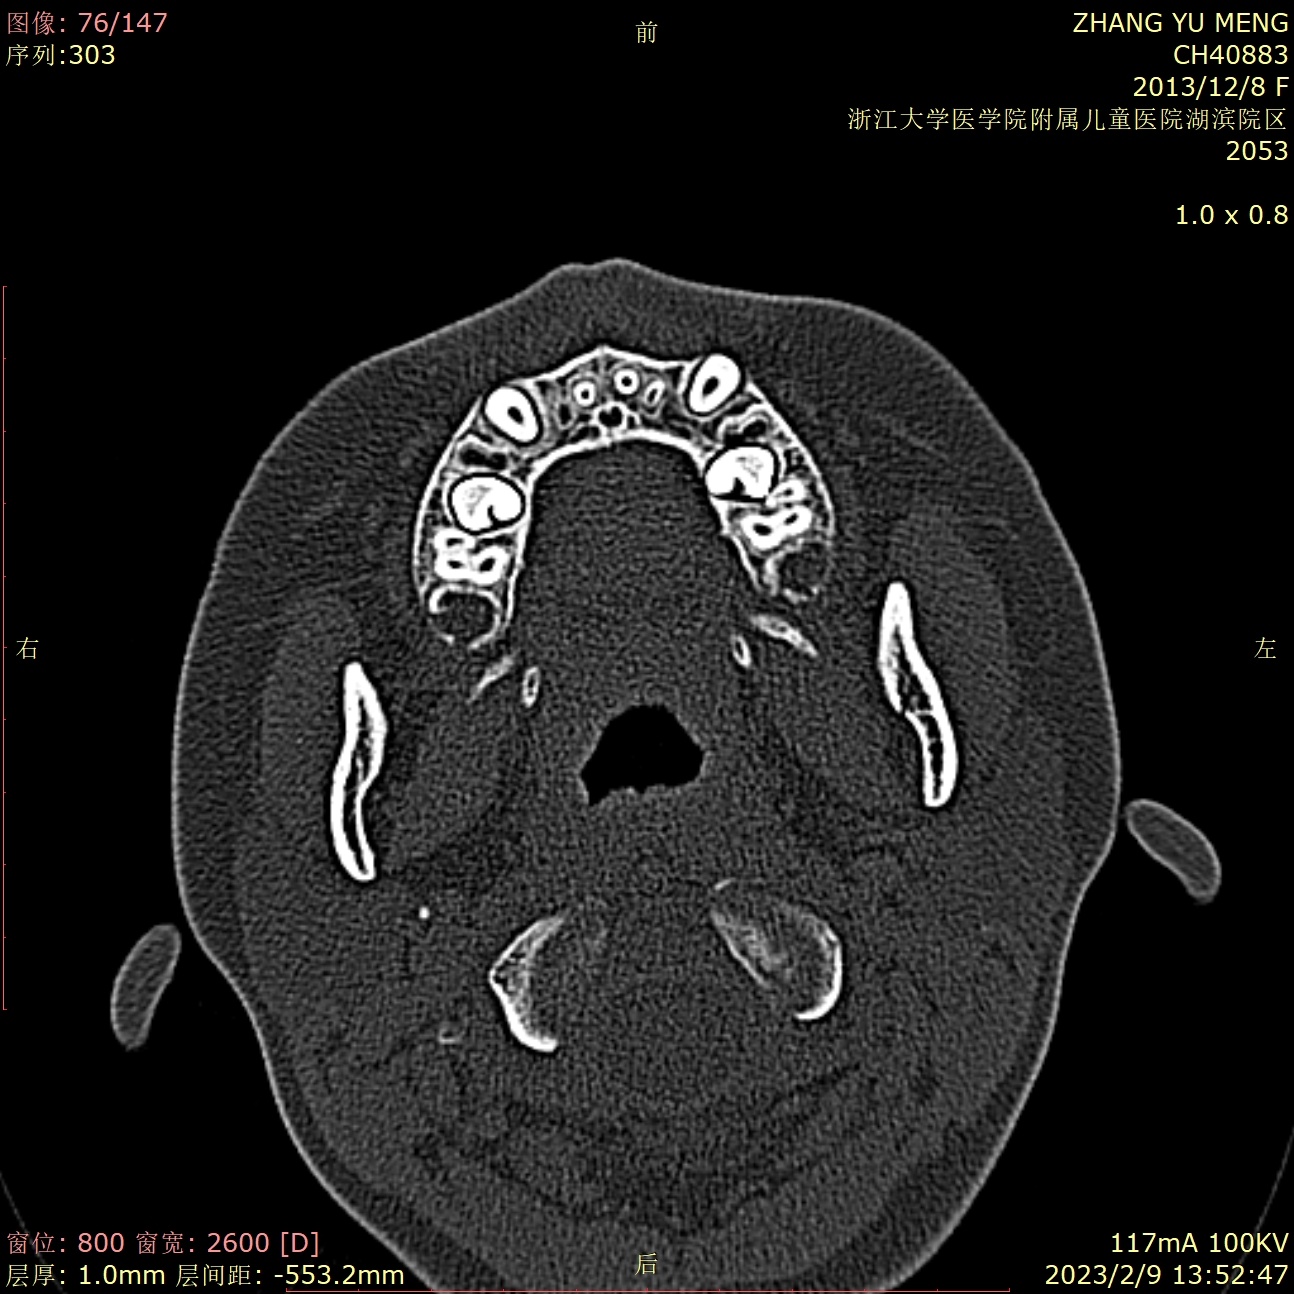 图像: 76/147
序列:303
前
ZHANG YU MENG
CH40883
2013/12/8 F
浙江大学医学院附属儿童医院湖滨院区
2053
1.0 x 0.8
右
左
窗位: 800 窗宽: 2600 [D]
层厚: 1.0mm 层间距: -553.2mm
后
117mA 100KV
2023/2/9 13:52:47